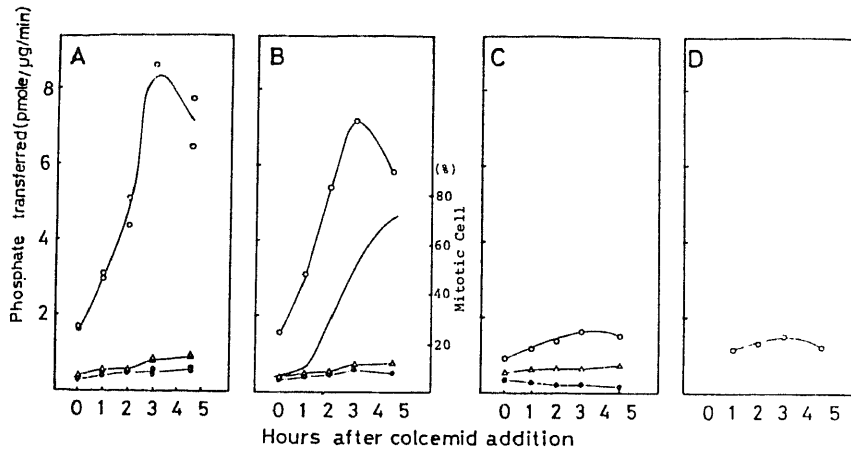 A B C D
Phosphate transferred (pmole/μg/min)
8
6
4
2
(%)
80
60
40
20
Mitotic Cell
0 1 2 3 4 5 0 1 2 3 4 5 0 1 2 3 4 5 0 1 2 3 4 5
Hours after colcemid addition